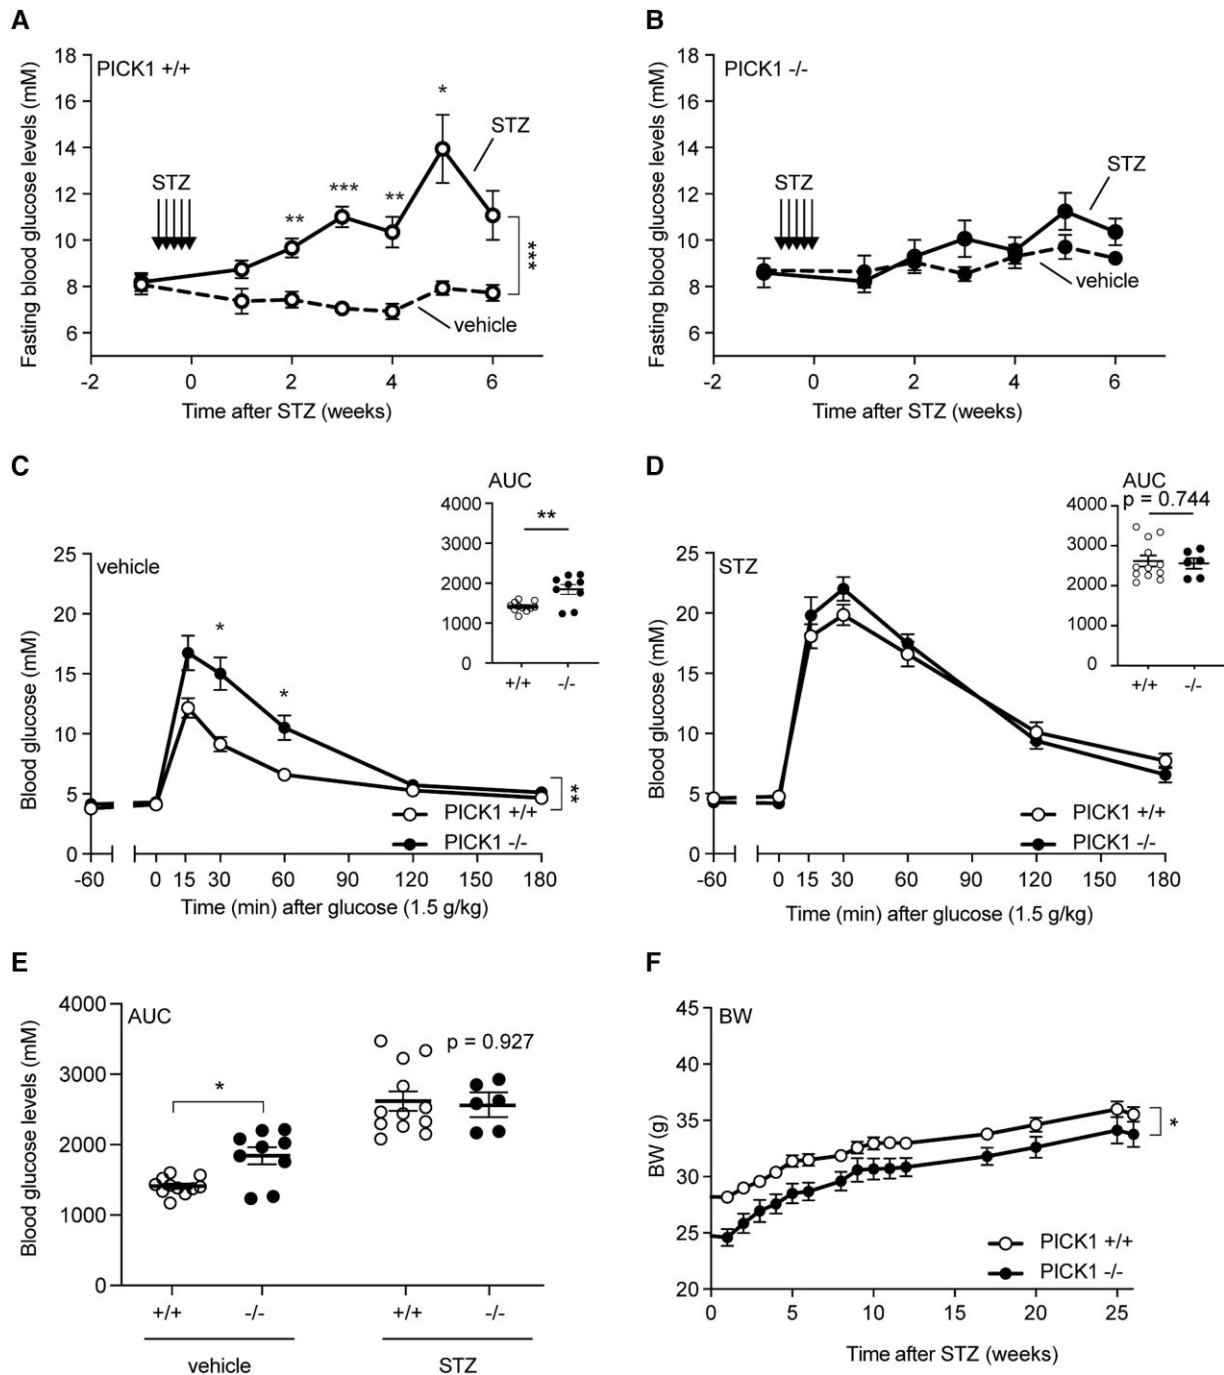 A
PICK1 +/+
Fasting blood glucose levels (mM)
18
16
14
12
10
8
6
STZ
**
***
**
*
STZ
***
vehicle
-2
0
2
4
6
Time after STZ (weeks)
B
PICK1 -/-
Fasting blood glucose levels (mM)
18
16
14
12
10
8
6
STZ
STZ
vehicle
-2
0
2
4
6
Time after STZ (weeks)
C
vehicle
Blood glucose (mM)
25
20
15
10
5
0
*
*
**
AUC
4000
3000
2000
1000
0
**
+/+
-/-
PICK1 +/+
PICK1 -/-
-60
0
15
30
60
90
120
150
180
Time (min) after glucose (1.5 g/kg)
D
STZ
Blood glucose (mM)
25
20
15
10
5
0
AUC
p = 0.744
4000
3000
2000
1000
0
+/+
-/-
PICK1 +/+
PICK1 -/-
-60
0
15
30
60
90
120
150
180
Time (min) after glucose (1.5 g/kg)
E
AUC
Blood glucose levels (mM)
4000
3000
2000
1000
0
*
p = 0.927
+/+
-/-
+/+
-/-
vehicle
STZ
F
BW
BW (g)
45
40
35
30
25
20
*
PICK1 +/+
PICK1 -/-
0
5
10
15
20
25
Time after STZ (weeks)